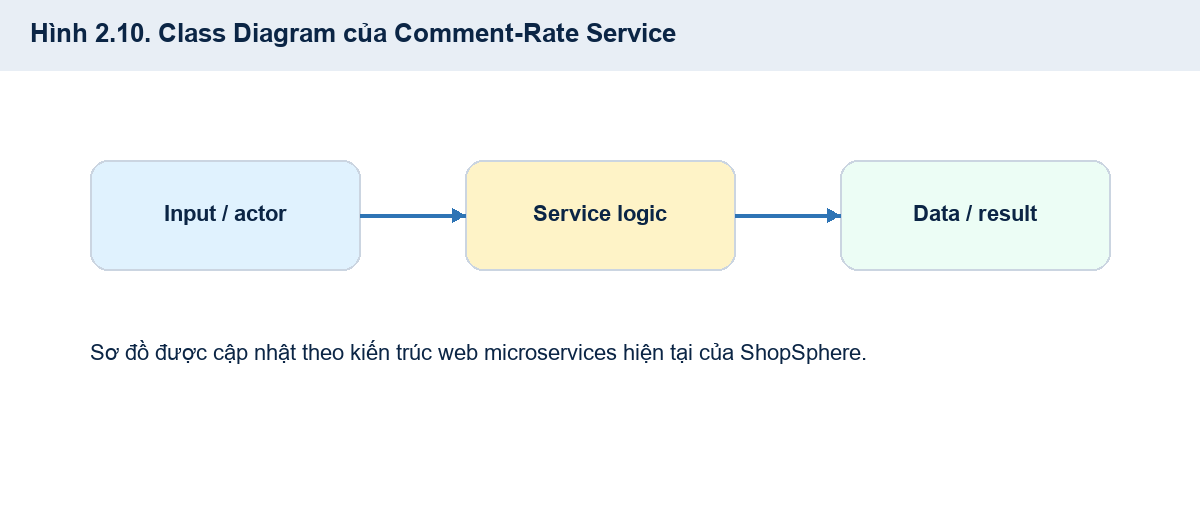 Hình 2.10. Class Diagram của Comment-Rate Service
Input / actor
Service logic
Data / result
Sơ đồ được cập nhật theo kiến trúc web microservices hiện tại của ShopSphere.